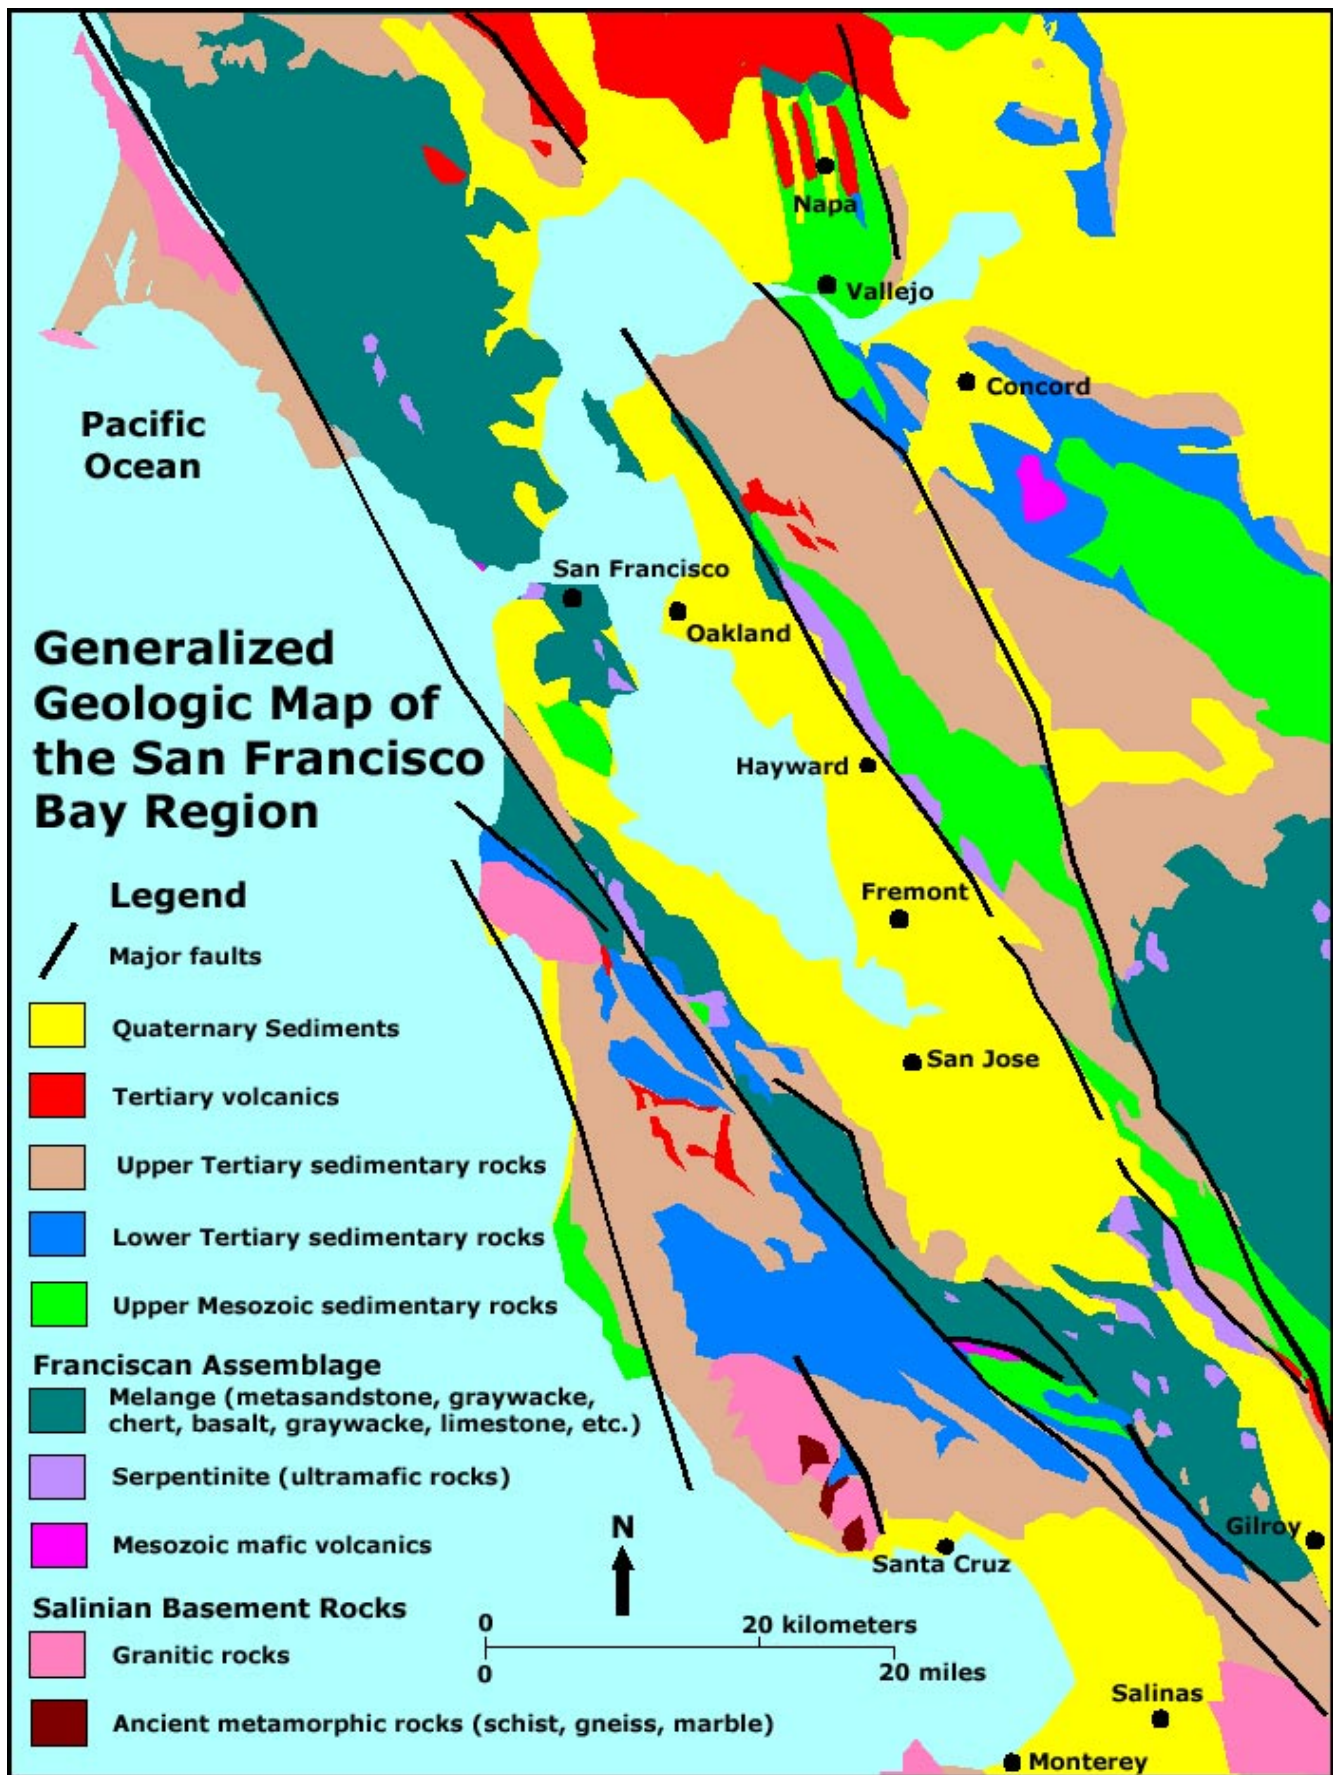 Napa
Vallejo
Concord
Pacific
Ocean
San Francisco
Oakland
Generalized
Geologic Map of
the San Francisco
Bay Region
Hayward
Fremont
San Jose
Legend
Major faults
Quaternary Sediments
Tertiary volcanics
Upper Tertiary sedimentary rocks
Lower Tertiary sedimentary rocks
Upper Mesozoic sedimentary rocks
Franciscan Assemblage
Melange (metasandstone, graywacke,
chert, basalt, graywacke, limestone, etc.)
Serpentinite (ultramafic rocks)
Mesozoic mafic volcanics
Salinian Basement Rocks
Granitic rocks
Ancient metamorphic rocks (schist, gneiss, marble)
N
0 20 kilometers
0 20 miles
Gilroy
Santa Cruz
Salinas
Monterey